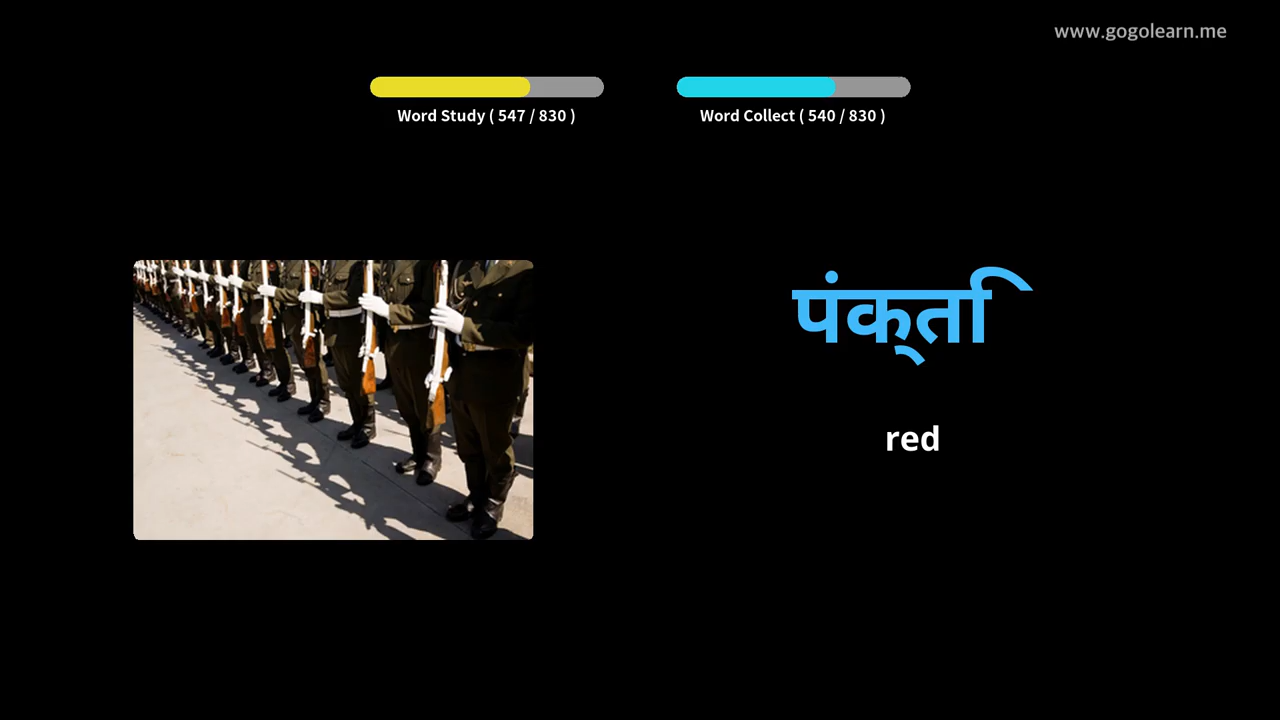 www.gogolearn.me
Word Study ( 547 / 830 )
Word Collect ( 540 / 830 )
पंक्ति
red